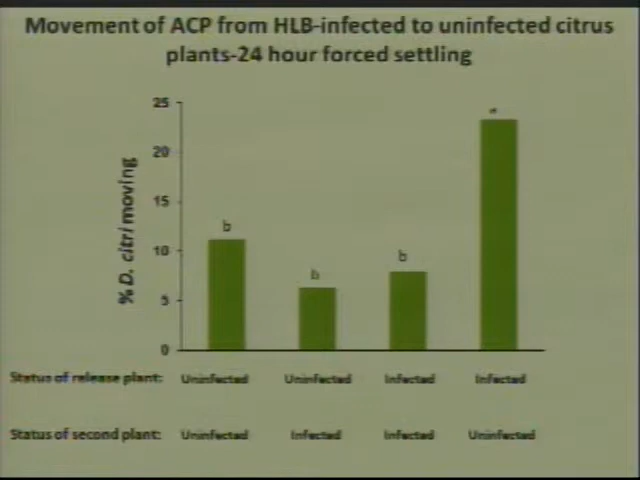 Movement of ACP from HLB-infected to uninfected citrus
plants-24 hour forced settling
25
20
15
10
5
0
% D. citri moving
b
b
b
a
Status of release plant: Uninfected Uninfected Infected Infected
Status of second plant: Uninfected Infected Infected Uninfected